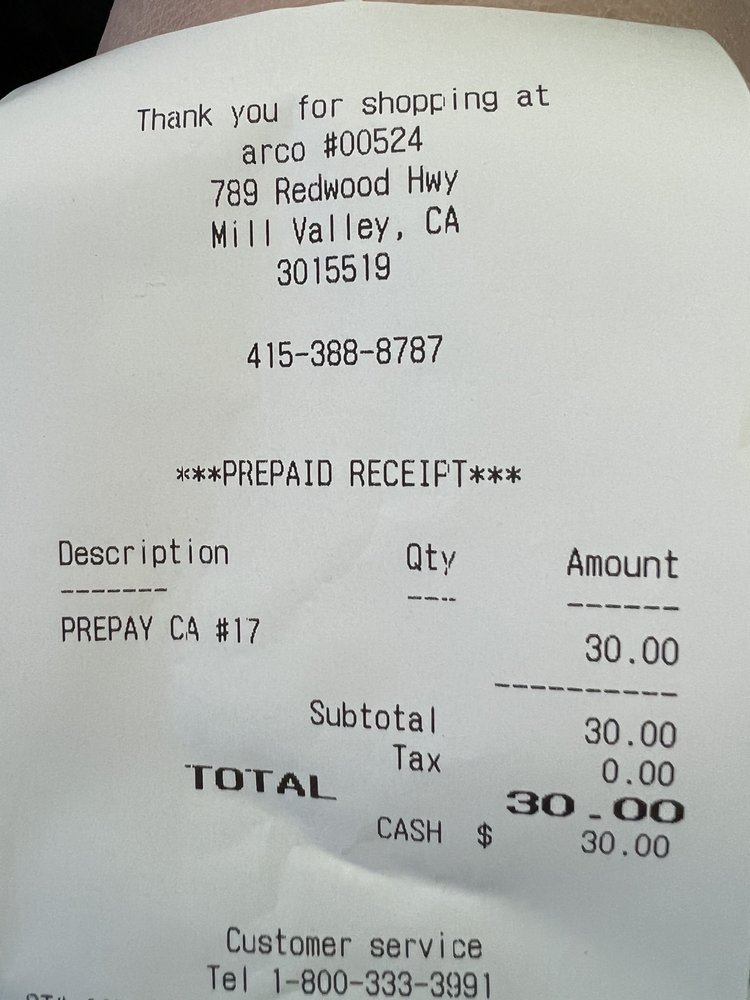 Thank you for shopping at
arco #00524
789 Redwood Hwy
Mill Valley, CA
3015519
415-388-8787
***PREPAID RECEIPT***
Description Qty Amount
------- ---- ------
PREPAY CA #17 30.00
----------
Subtotal 30.00
Tax 0.00
TOTAL 30.00
CASH $ 30.00
Customer service
Tel 1-800-333-3991